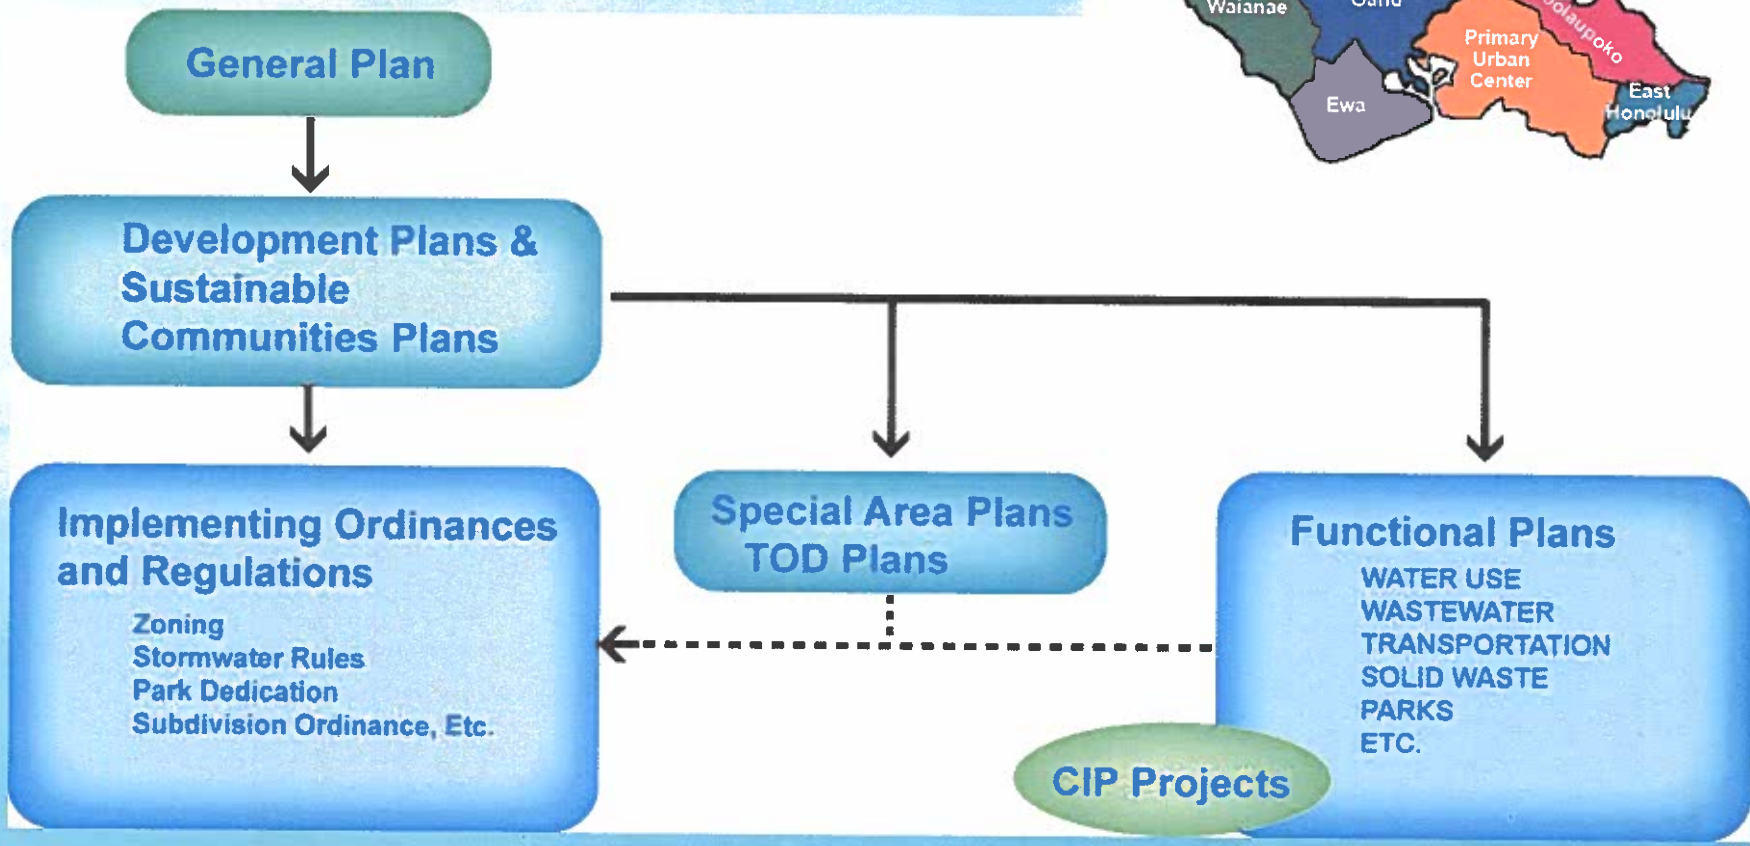 General Plan
Development Plans &
Sustainable
Communities Plans
Implementing Ordinances
and Regulations
Zoning
Stormwater Rules
Park Dedication
Subdivision Ordinance, Etc.
Special Area Plans
TOD Plans
Functional Plans
WATER USE
WASTEWATER
TRANSPORTATION
SOLID WASTE
PARKS
ETC.
CIP Projects
Waianae
Primary
Urban
Center
Ewa
East
Honolulu